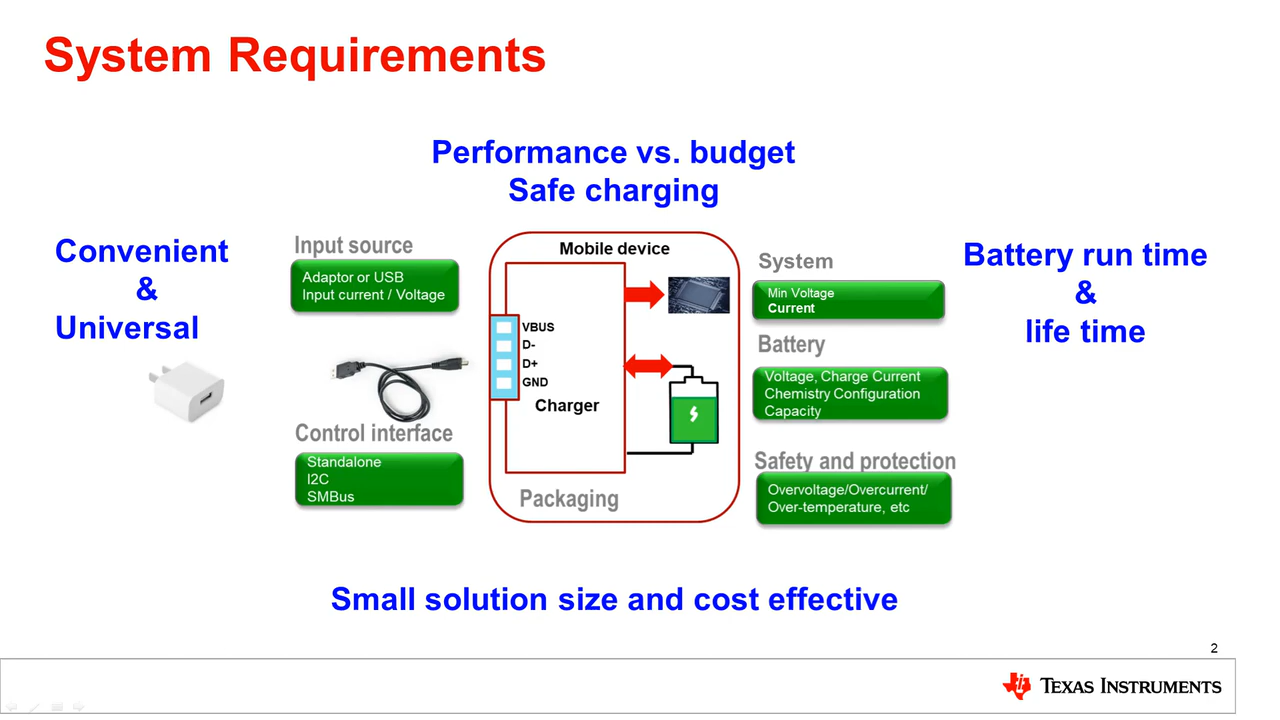 System Requirements
Performance vs. budget
Safe charging
Convenient
&
Universal
Input source
Adaptor or USB
Input current / Voltage
Control interface
Standalone
I2C
SMBus
Mobile device
VBUS
D-
D+
GND
Charger
Packaging
System
Min Voltage
Current
Battery
Voltage, Charge Current
Chemistry Configuration
Capacity
Safety and protection
Overvoltage/Overcurrent/
Over-temperature, etc
Battery run time
&
life time
Small solution size and cost effective
2
TEXAS INSTRUMENTS